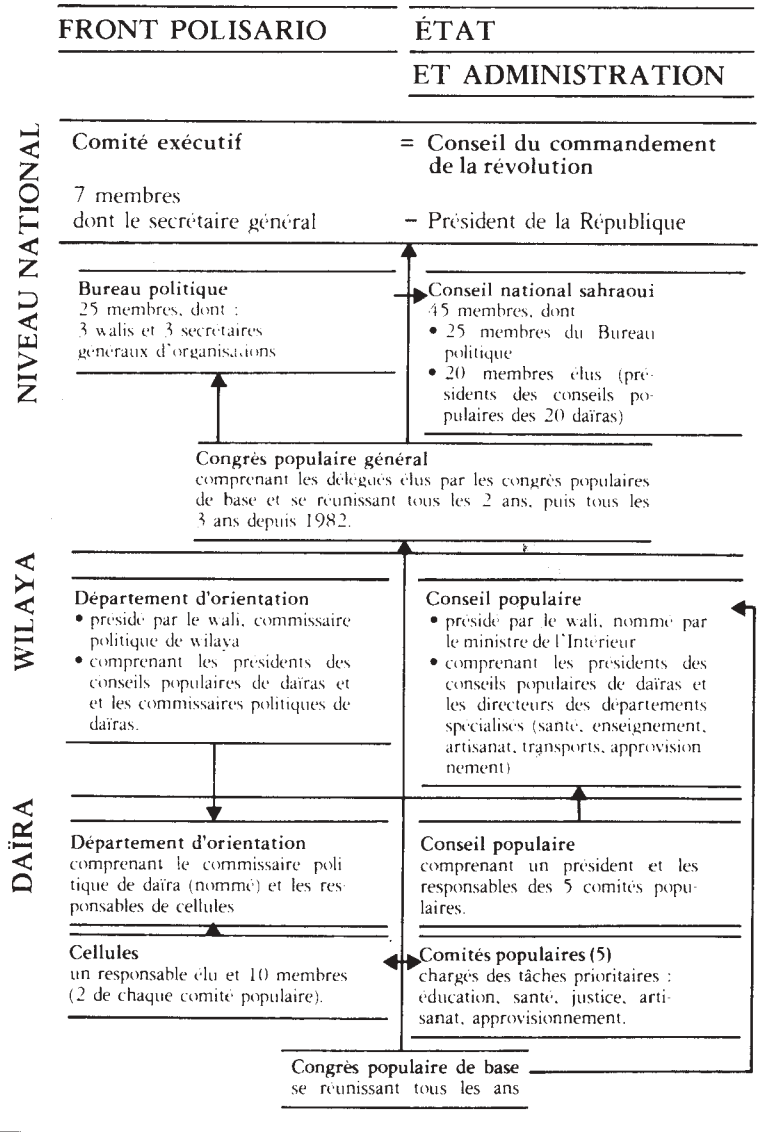 FRONT POLISARIO
ÉTAT
ET ADMINISTRATION
NIVEAU NATIONAL
Comité exécutif
7 membres
dont le secrétaire général
= Conseil du commandement
de la révolution
– Président de la République
Bureau politique
25 membres, dont :
3 walis et 3 secrétaires
généraux d'organisations
Conseil national sahraoui
45 membres, dont
• 25 membres du Bureau
politique
• 20 membres élus (pré-
sidents des conseils po-
pulaires des 20 daïras)
Congrès populaire général
comprenant les délégués élus par les congrès populaires
de base et se réunissant tous les 2 ans, puis tous les
3 ans depuis 1982.
WILAYA
Département d'orientation
• présidé par le wali, commissaire
politique de wilaya
• comprenant les présidents des
conseils populaires de daïras et
et les commissaires politiques de
daïras.
Conseil populaire
• présidé par le wali, nommé par
le ministre de l'Intérieur
• comprenant les présidents des
conseils populaires de daïras et
les directeurs des départements
spécialisés (santé, enseignement,
artisanat, transports, approvision
nement)
DAÏRA
Département d'orientation
comprenant le commissaire poli
tique de daïra (nommé) et les res-
ponsables de cellules
Conseil populaire
comprenant un président et les
responsables des 5 comités popu-
laires.
Cellules
un responsable élu et 10 membres
(2 de chaque comité populaire).
Comités populaires (5)
chargés des tâches prioritaires :
éducation, santé, justice, arti-
sanat, approvisionnement.
Congrès populaire de base
se réunissant tous les ans